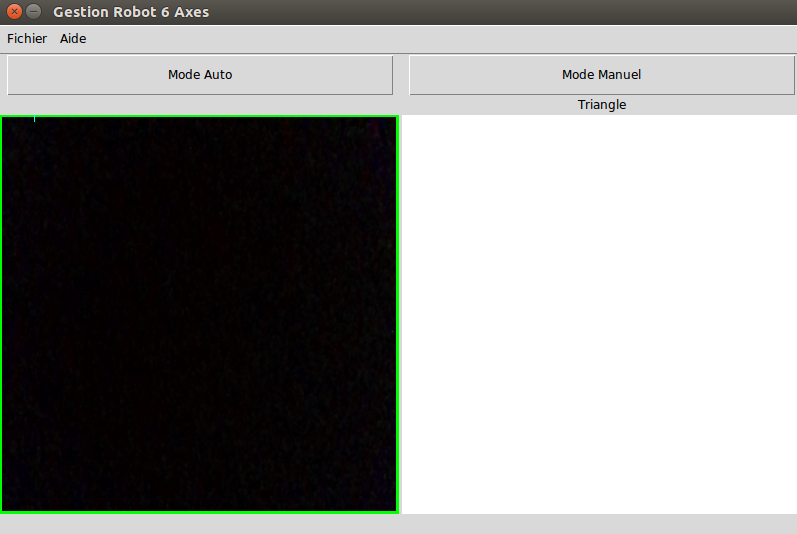 Gestion Robot 6 Axes
Fichier Aide
Mode Auto Mode Manuel
Triangle